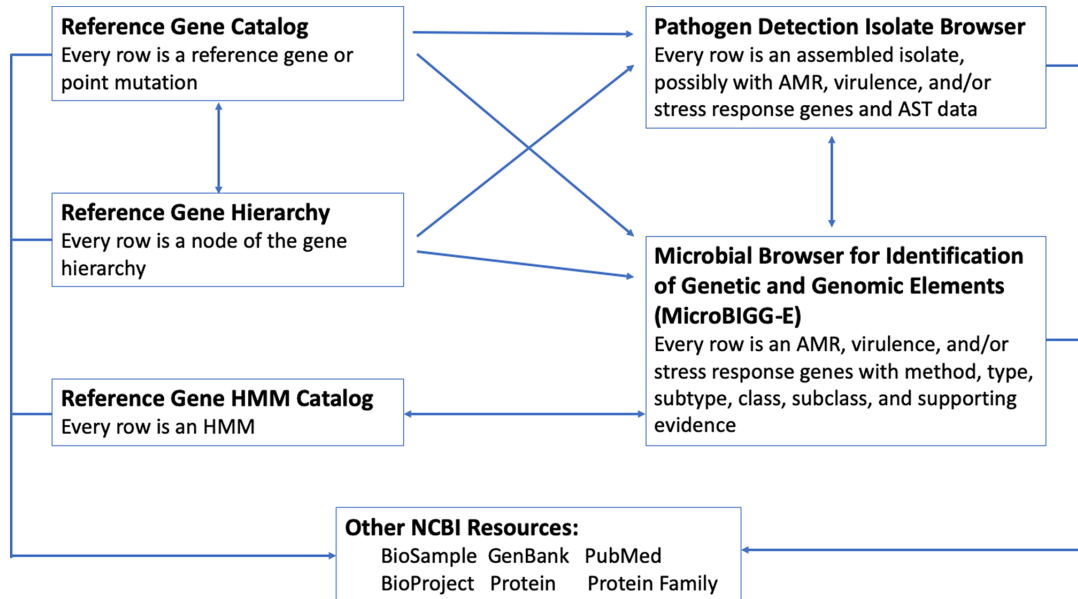 Reference Gene Catalog
Every row is a reference gene or
point mutation
Pathogen Detection Isolate Browser
Every row is an assembled isolate,
possibly with AMR, virulence, and/or
stress response genes and AST data
Reference Gene Hierarchy
Every row is a node of the gene
hierarchy
Microbial Browser for Identification
of Genetic and Genomic Elements
(MicroBIGG-E)
Every row is an AMR, virulence, and/or
stress response genes with method, type,
subtype, class, subclass, and supporting
evidence
Reference Gene HMM Catalog
Every row is an HMM
Other NCBI Resources:
BioSample GenBank PubMed
BioProject Protein Protein Family